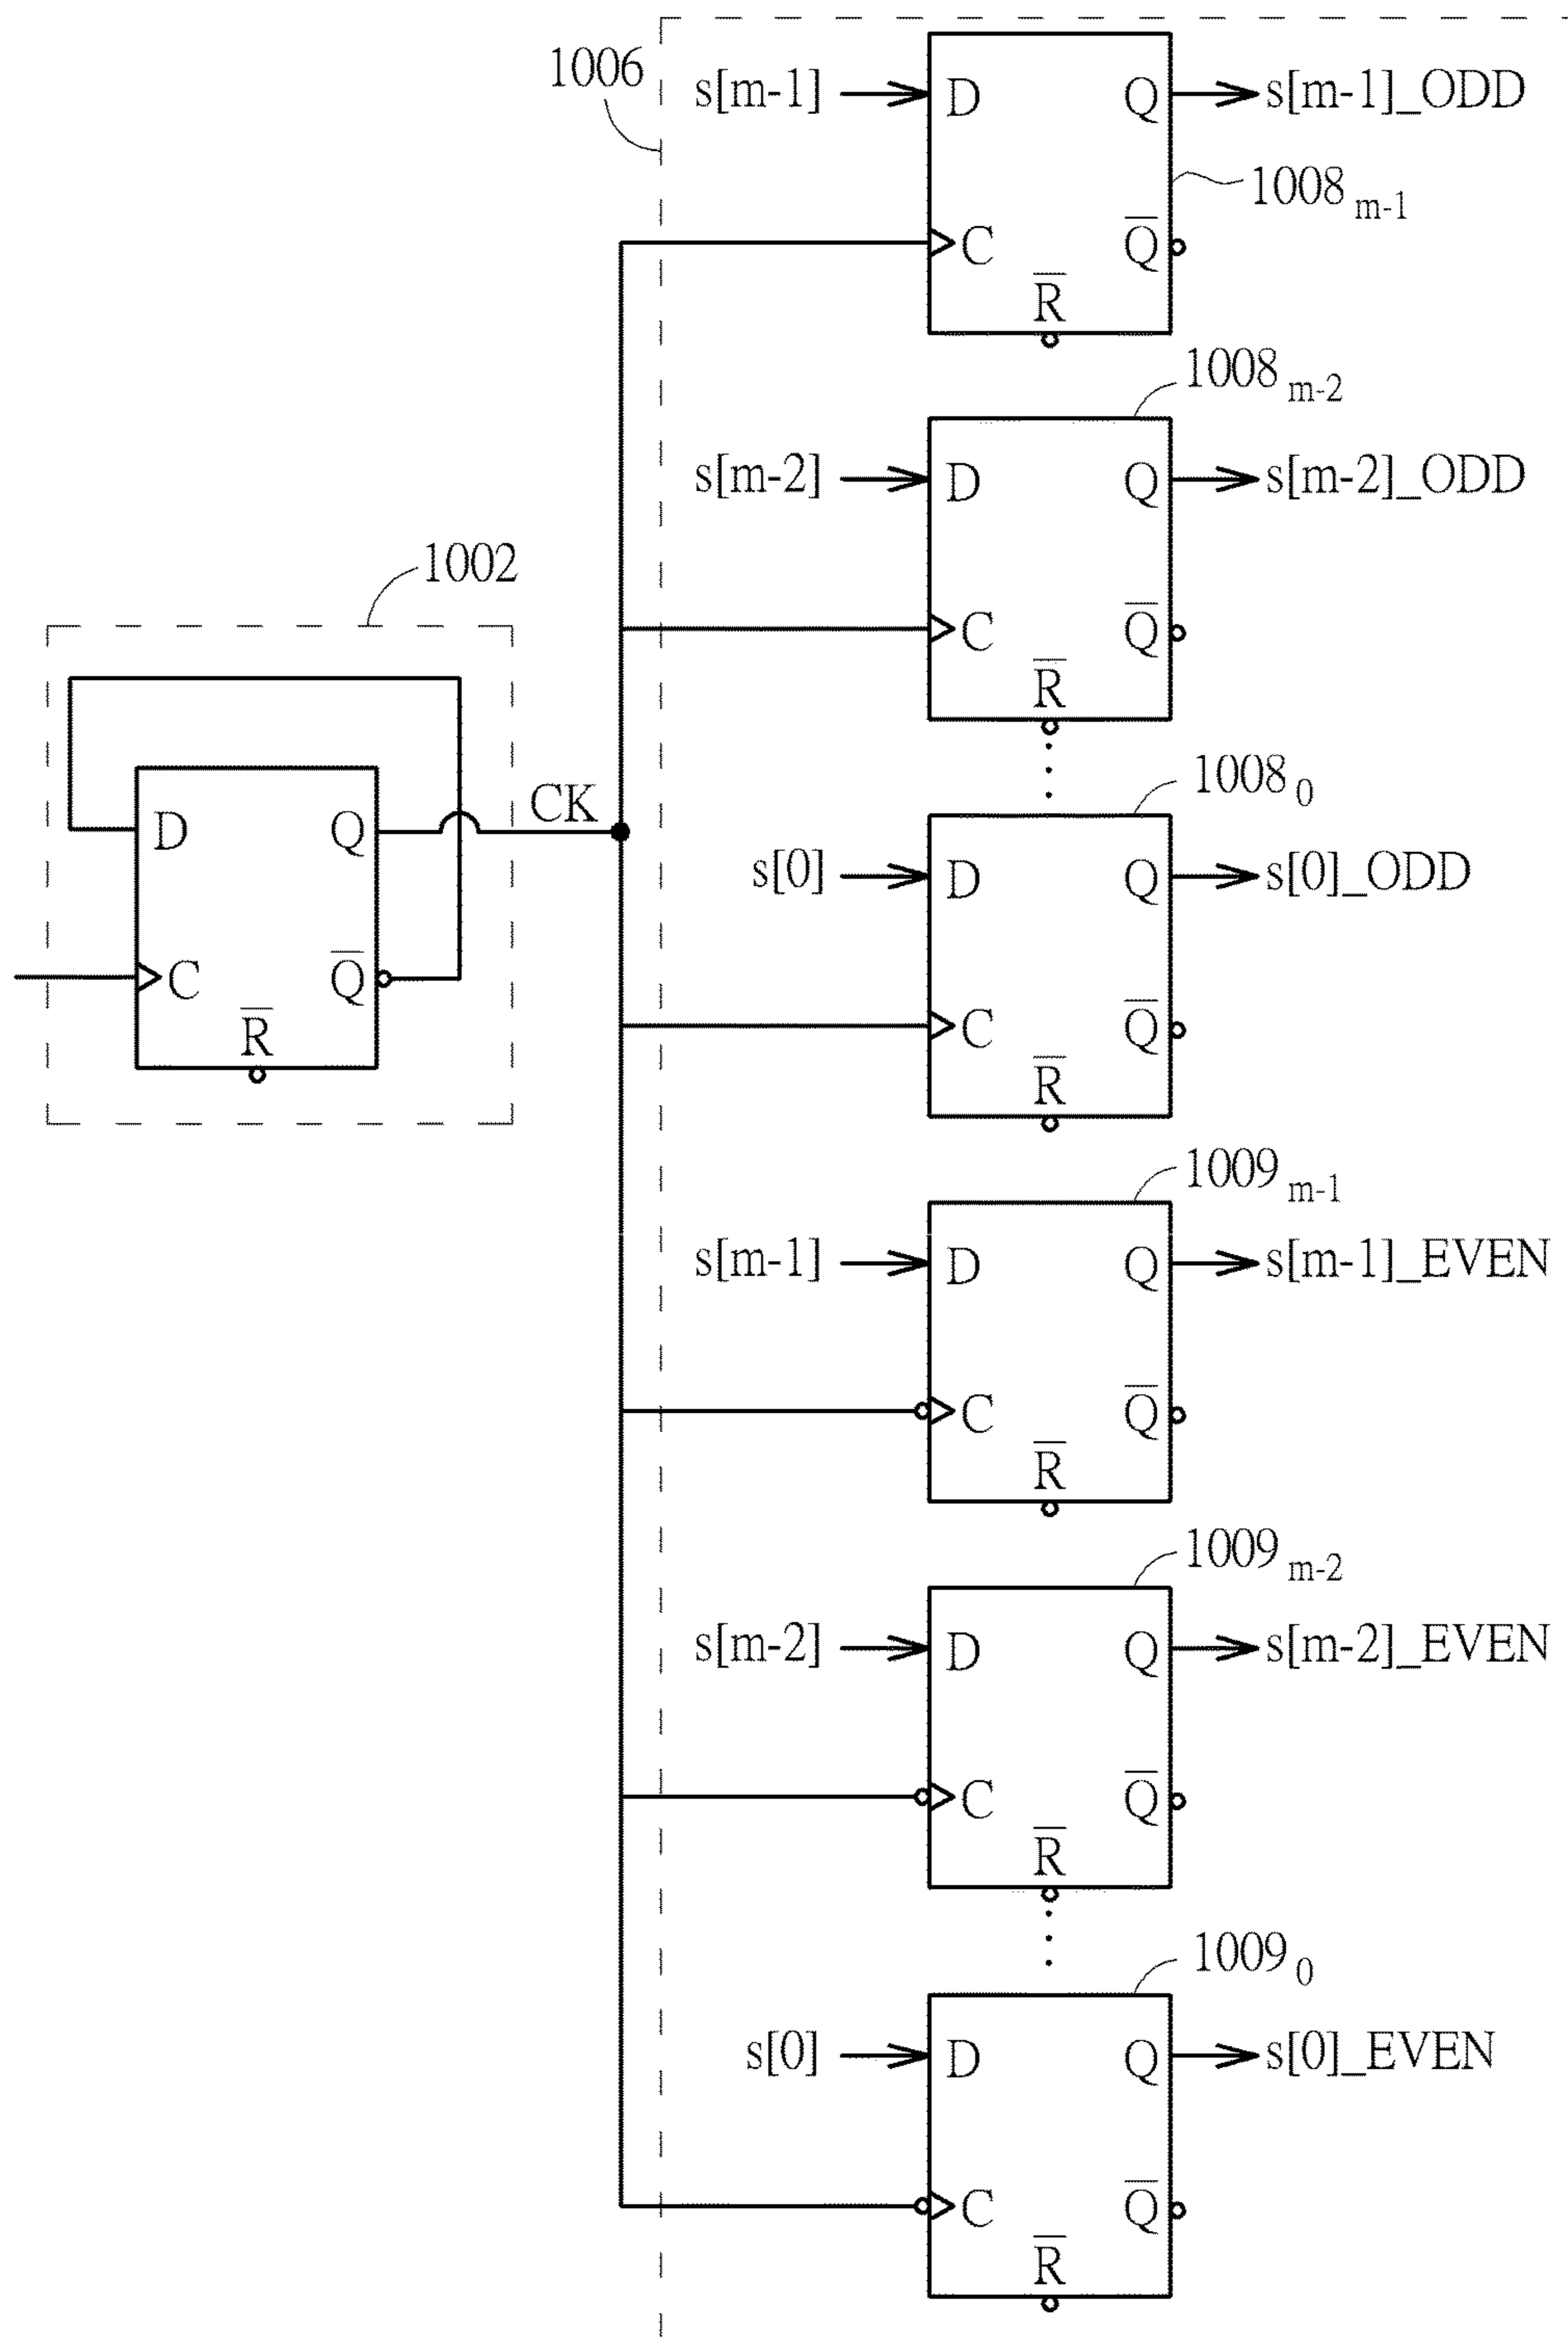 1006
s[m-1] D Q s[m-1]_ODD
1008 m-1
C Q̅
R̅
1008 m-2
s[m-2] D Q s[m-2]_ODD
C Q̅
R̅
1002
1008 0
D Q CK
s[0] D Q s[0]_ODD
C Q̅
R̅
C Q̅
R̅
1009 m-1
s[m-1] D Q s[m-1]_EVEN
C Q̅
R̅
1009 m-2
s[m-2] D Q s[m-2]_EVEN
C Q̅
R̅
1009 0
s[0] D Q s[0]_EVEN
C Q̅
R̅